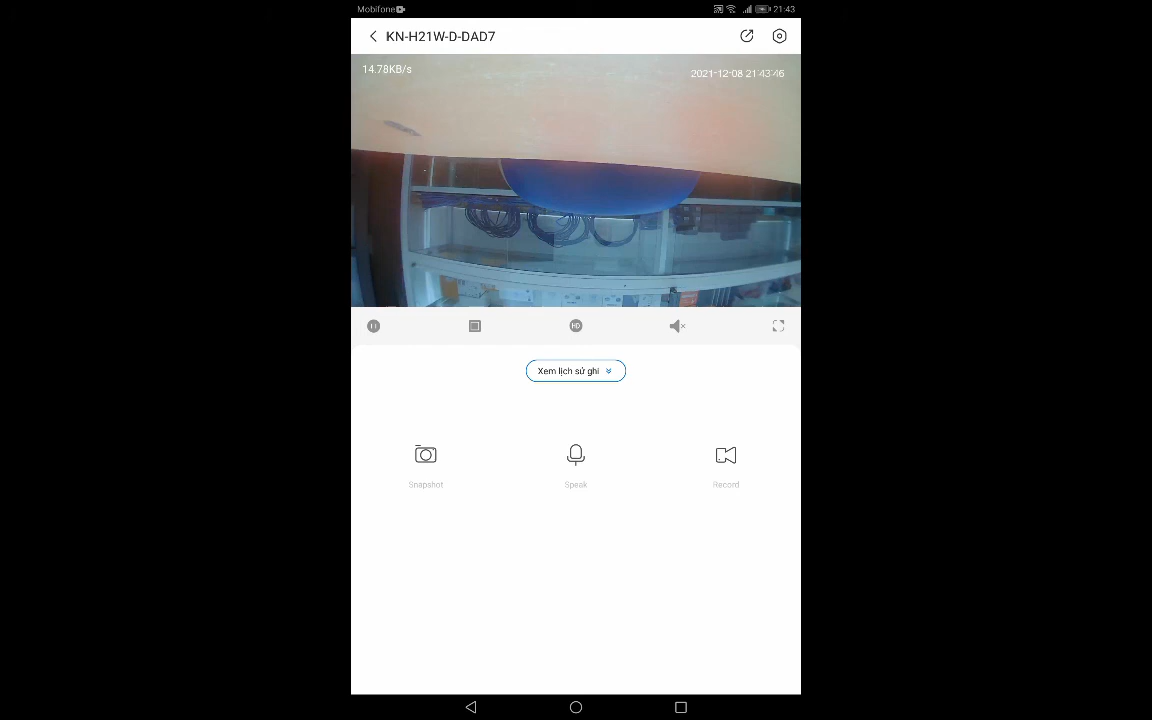 Mobifone 21:43
KN-H21W-D-DAD7
14.78KB/s 2021-12-08 21:43:46
HD
Xem lịch sử ghi
Snapshot Speak Record